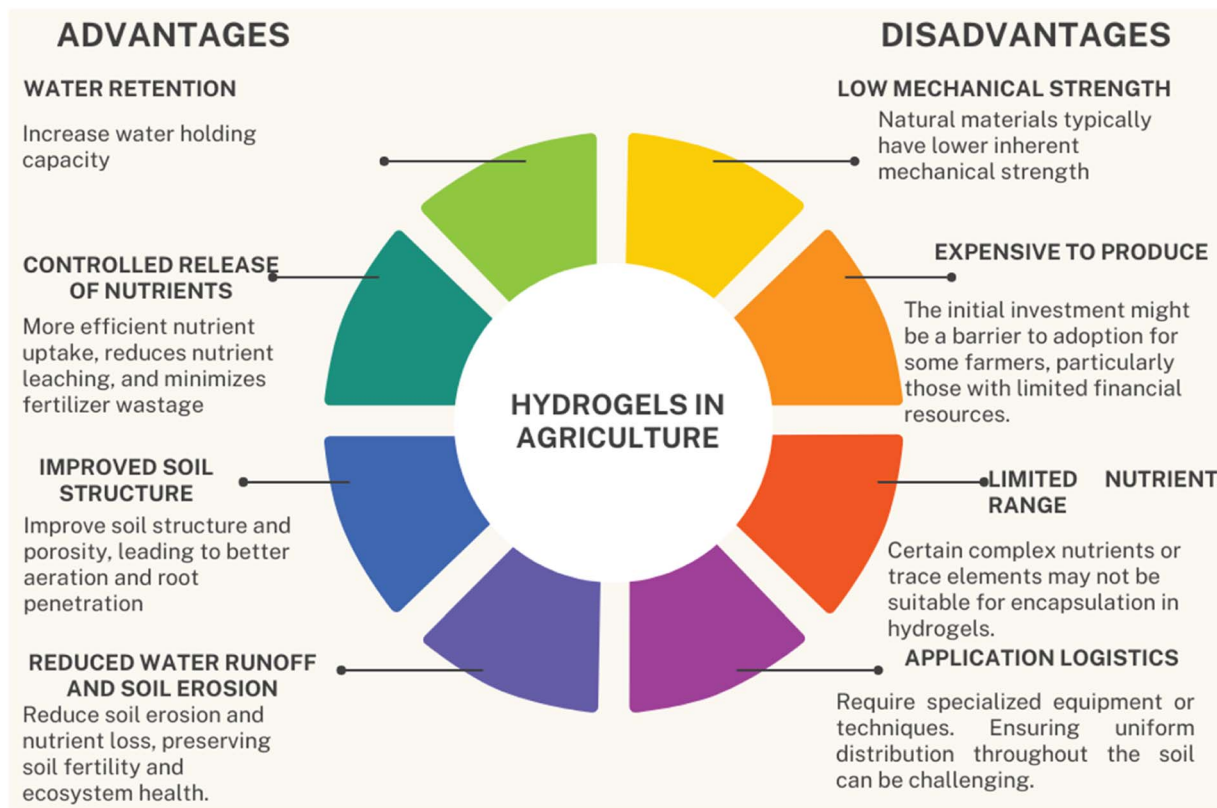 ADVANTAGES
WATER RETENTION
Increase water holding
capacity
CONTROLLED RELEASE
OF NUTRIENTS
More efficient nutrient
uptake, reduces nutrient
leaching, and minimizes
fertilizer wastage
IMPROVED SOIL
STRUCTURE
Improve soil structure and
porosity, leading to better
aeration and root
penetration
REDUCED WATER RUNOFF
AND SOIL EROSION
Reduce soil erosion and
nutrient loss, preserving
soil fertility and
ecosystem health.
HYDROGELS IN
AGRICULTURE
DISADVANTAGES
LOW MECHANICAL STRENGTH
Natural materials typically
have lower inherent
mechanical strength
EXPENSIVE TO PRODUCE
The initial investment might
be a barrier to adoption for
some farmers, particularly
those with limited financial
resources.
LIMITED NUTRIENT
RANGE
Certain complex nutrients or
trace elements may not be
suitable for encapsulation in
hydrogels.
APPLICATION LOGISTICS
Require specialized equipment or
techniques. Ensuring uniform
distribution throughout the soil
can be challenging.